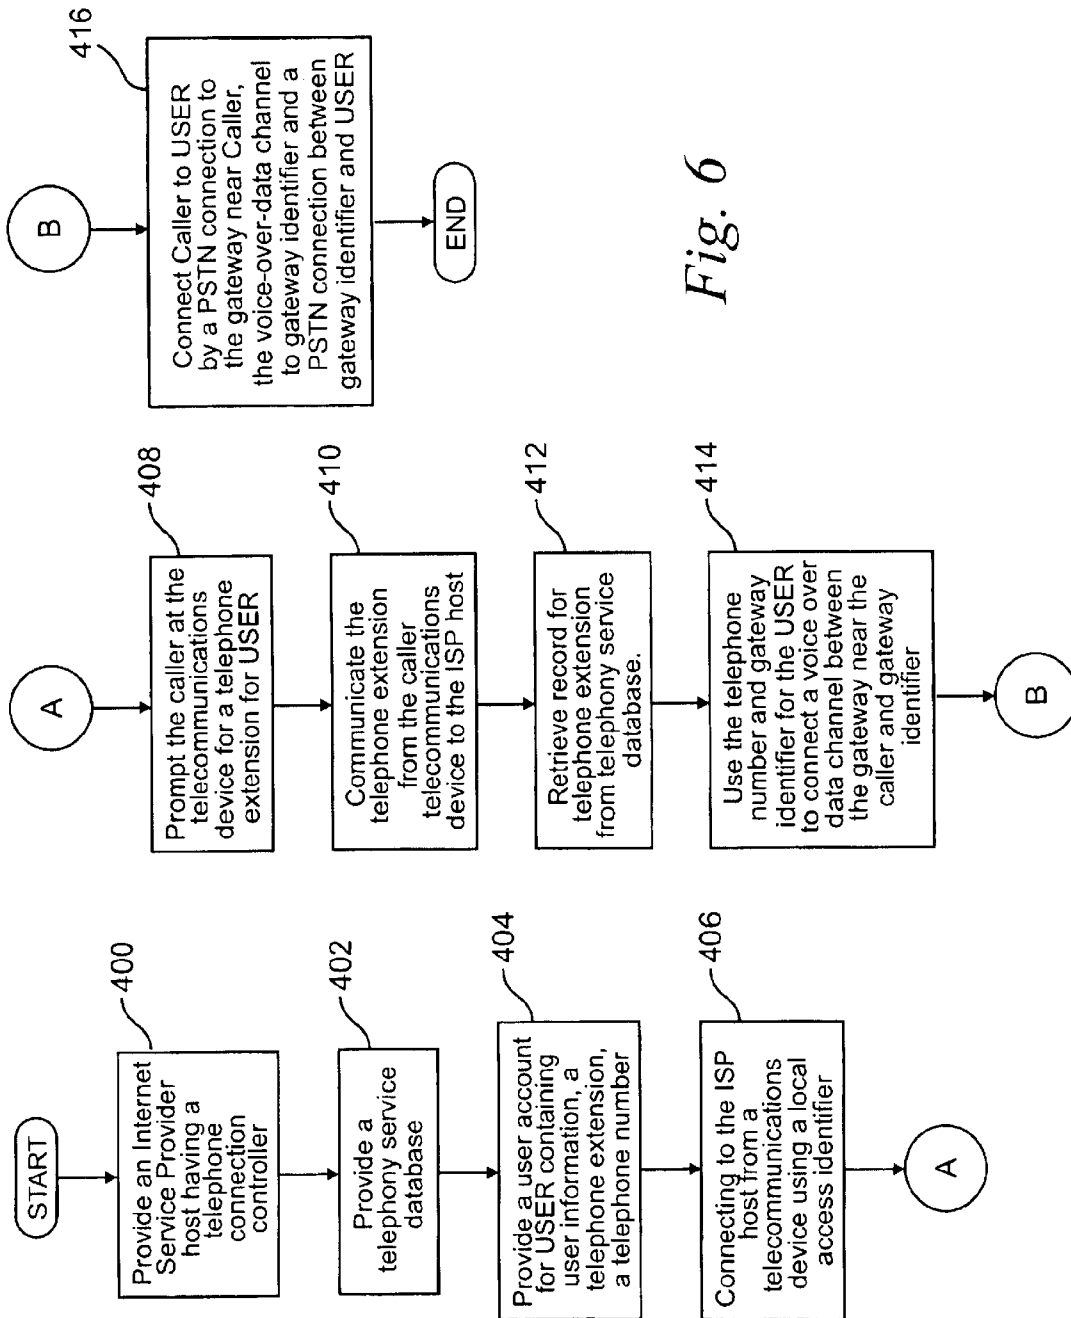 START
400
Provide an Internet
Service Provider
host having a
telephone
connection
controller
402
Provide a
telephony service
database
404
Provide a user account
for USER containing
user information, a
telephone extension,
a telephone number
406
Connecting to the ISP
host from a
telecommunications
device using a local
access identifier
A
A
408
Prompt the caller at the
telecommunications
device for a telephone
extension for USER
410
Communicate the
telephone extension
from the caller
telecommunications
device to the ISP host
412
Retrieve record for
telephone extension
from telephony service
database.
414
Use the telephone
number and gateway
identifier for the USER
to connect a voice over
data channel between
the gateway near the
caller and gateway
identifier
B
B
416
Connect Caller to USER
by a PSTN connection to
the gateway near Caller,
the voice-over-data channel
to gateway identifier and a
PSTN connection between
gateway identifier and USER
END
Fig. 6